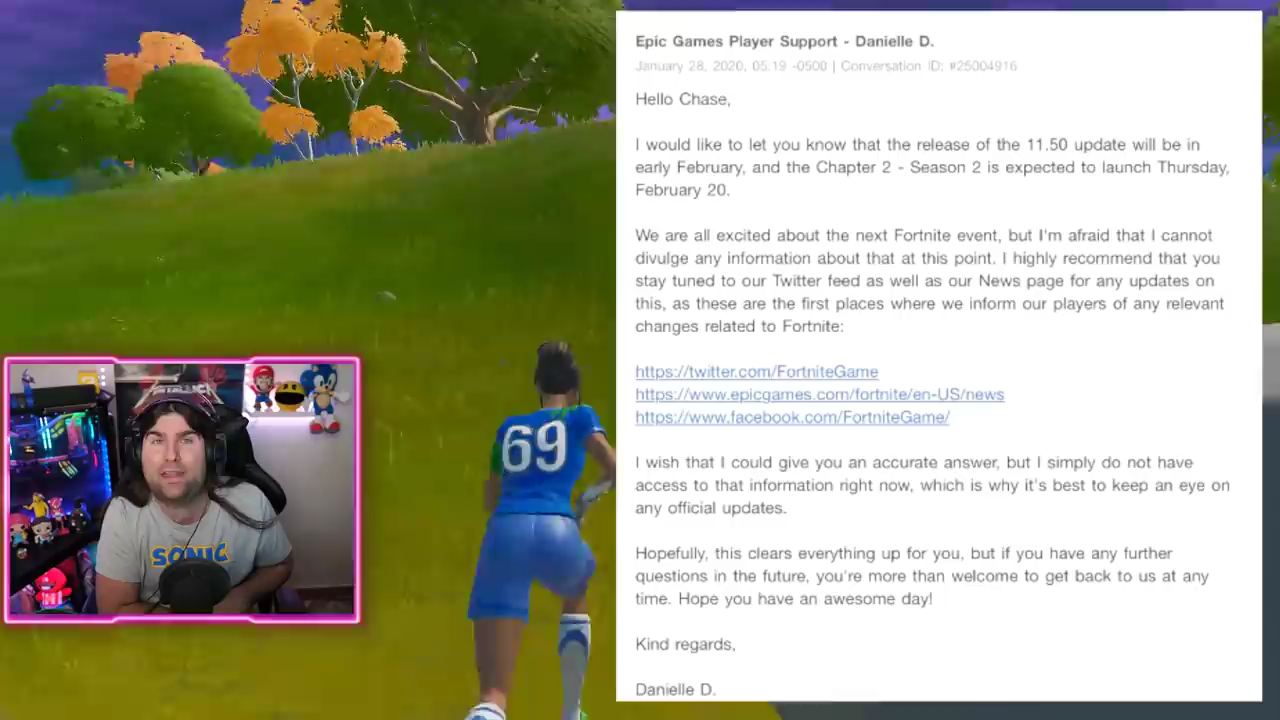 Epic Games Player Support - Danielle D.
January 28, 2020, 05:19 -0500 | Conversation ID: #25004916
Hello Chase,
I would like to let you know that the release of the 11.50 update will be in
early February, and the Chapter 2 - Season 2 is expected to launch Thursday,
February 20.
We are all excited about the next Fortnite event, but I'm afraid that I cannot
divulge any information about that at this point. I highly recommend that you
stay tuned to our Twitter feed as well as our News page for any updates on
this, as these are the first places where we inform our players of any relevant
changes related to Fortnite:
https://twitter.com/FortniteGame
https://www.epicgames.com/fortnite/en-US/news
https://www.facebook.com/FortniteGame/
I wish that I could give you an accurate answer, but I simply do not have
access to that information right now, which is why it's best to keep an eye on
any official updates.
Hopefully, this clears everything up for you, but if you have any further
questions in the future, you're more than welcome to get back to us at any
time. Hope you have an awesome day!
Kind regards,
Danielle D.
69
METALLICA
SONIC